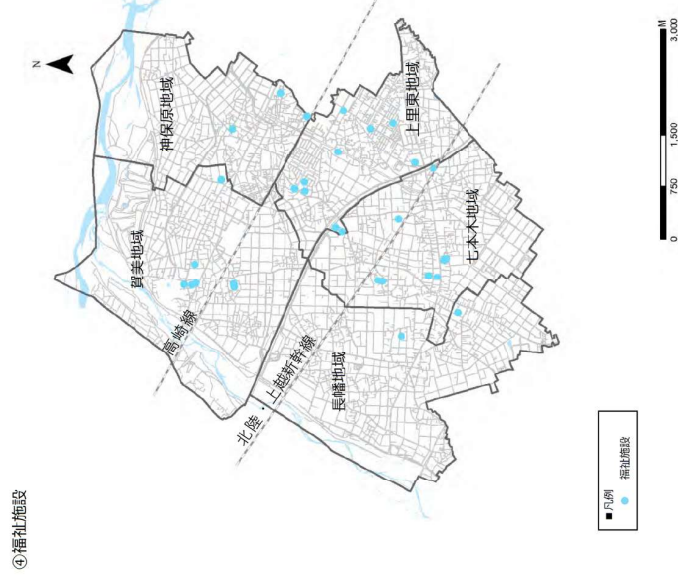 ④福祉施設
N
神保原地域
賀美地域
上里東地域
高崎線
七本木地域
北陸・上越新幹線
長幡地域
■凡例
福祉施設
0 750 1,500 3,000
M